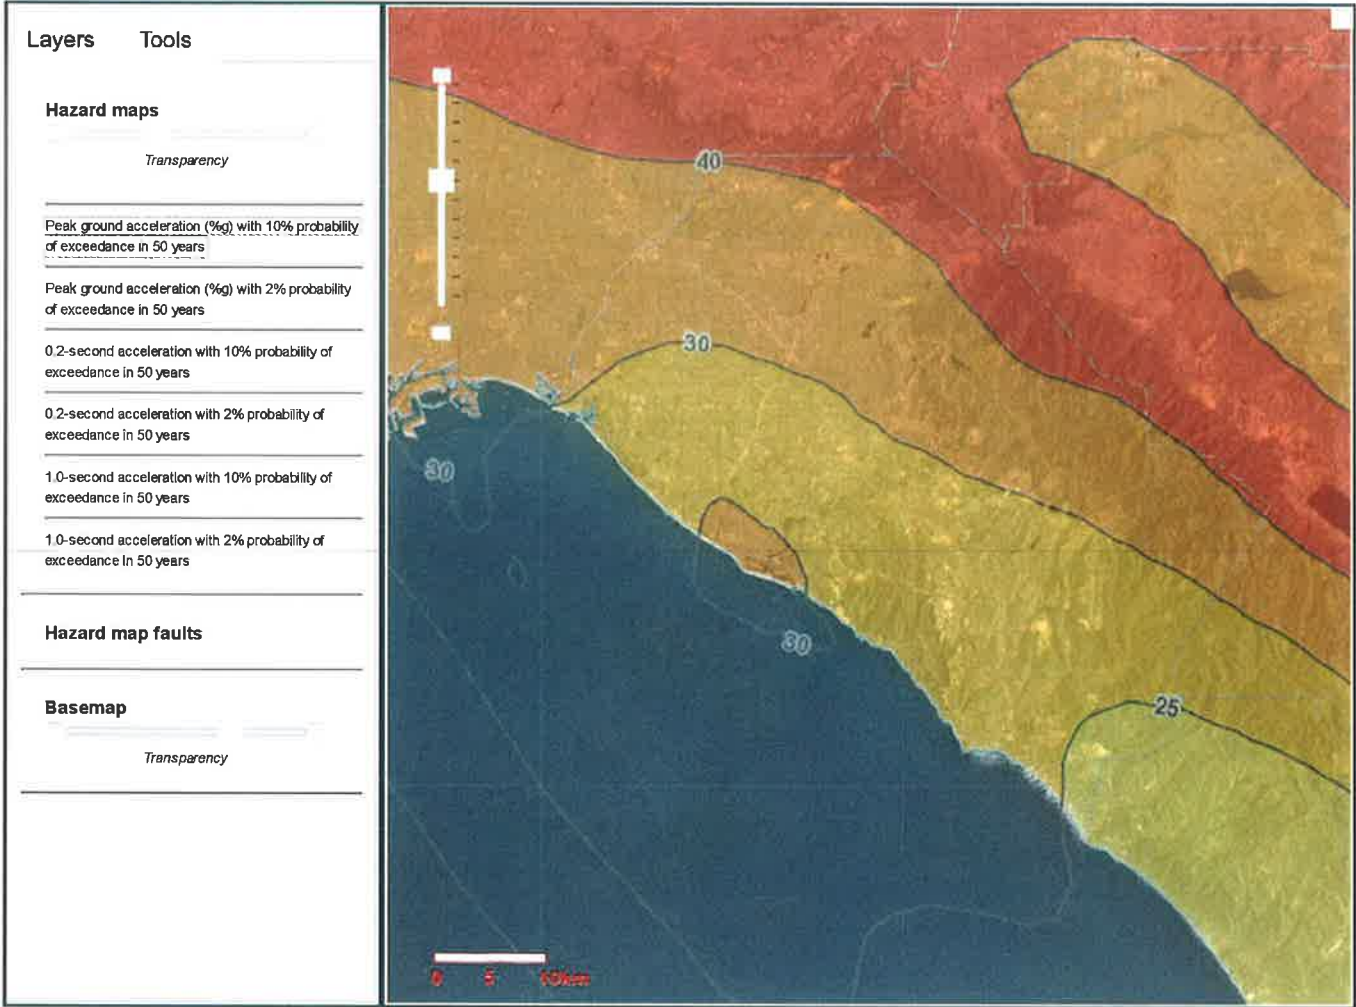 Layers Tools
Hazard maps
Transparency
Peak ground acceleration (%g) with 10% probability
of exceedance in 50 years
Peak ground acceleration (%g) with 2% probability
of exceedance in 50 years
0.2-second acceleration with 10% probability of
exceedance in 50 years
0.2-second acceleration with 2% probability of
exceedance in 50 years
1.0-second acceleration with 10% probability of
exceedance in 50 years
1.0-second acceleration with 2% probability of
exceedance in 50 years
Hazard map faults
Basemap
Transparency
40
30
30
30
25
0 5 10km